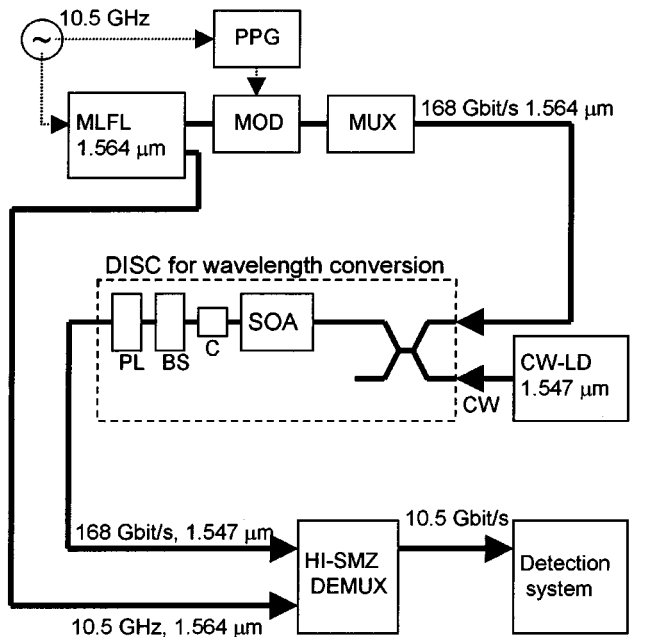 10.5 GHz
PPG
MLFL
1.564 μm
MOD
MUX
168 Gbit/s 1.564 μm
DISC for wavelength conversion
PL
BS
C
SOA
CW-LD
1.547 μm
CW
168 Gbit/s, 1.547 μm
10.5 GHz, 1.564 μm
HI-SMZ
DEMUX
10.5 Gbit/s
Detection
system